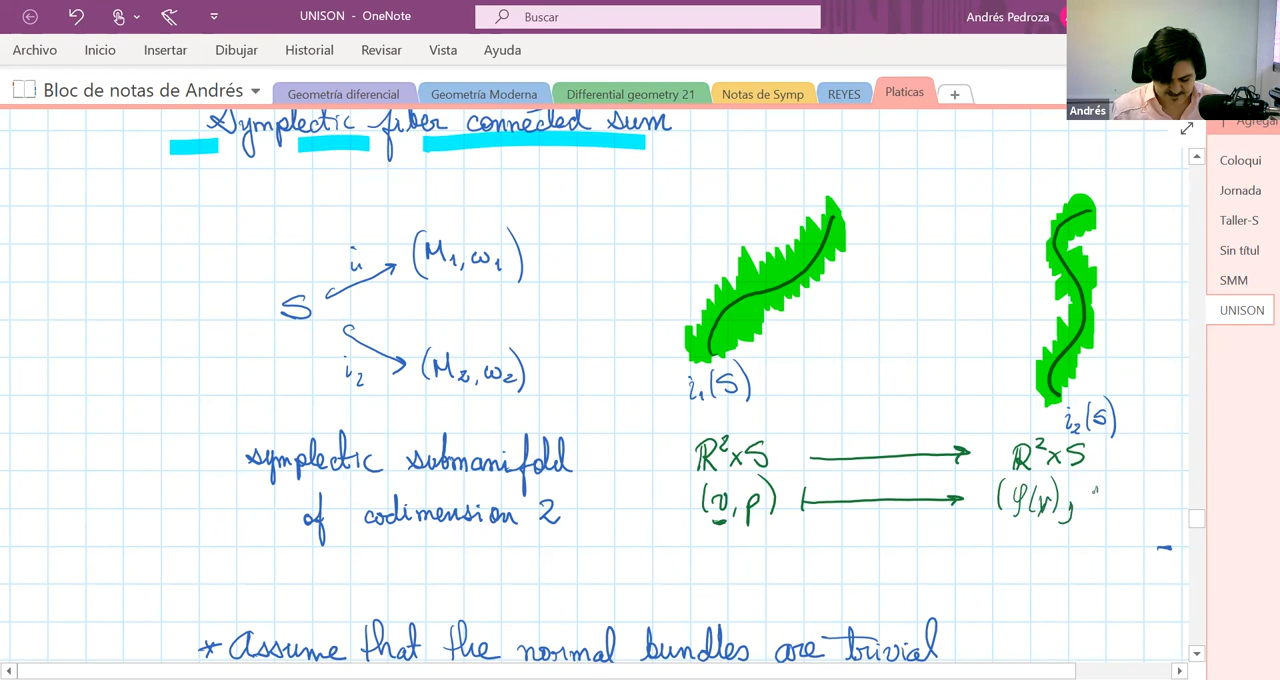 UNISON - OneNote
Buscar
Andrés Pedroza
Archivo Inicio Insertar Dibujar Historial Revisar Vista Ayuda
Bloc de notas de Andrés
Geometría diferencial
Geometría Moderna
Differential geometry 21
Notas de Symp
REYES
Platicas
Andrés
Agregar
Coloqui
Jornada
Taller-S
Sin títul
SMM
UNISON
Symplectic fiber connected sum
S
i₁
(M₁, ω₁)
i₂
(M₂, ω₂)
symplectic submanifold
of codimension 2
i₁(S)
i₂(S)
ℝ²×S → ℝ²×S
(v, p) ↦ (φ(v),
* Assume that the normal bundles are trivial